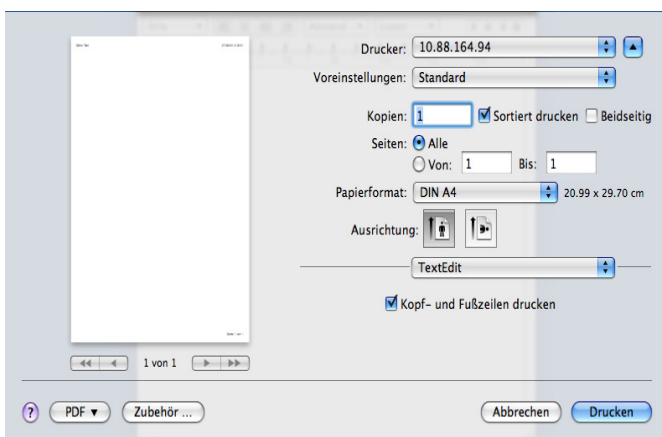 Drucker: 10.88.164.94
Voreinstellungen: Standard
Kopien: 1 Sortiert drucken Beidseitig
Seiten: Alle
Von: 1 Bis: 1
Papierformat: DIN A4 20.99 x 29.70 cm
Ausrichtung:
TextEdit
Kopf- und Fußzeilen drucken
1 von 1
? PDF Zubehör ... Abbrechen Drucken